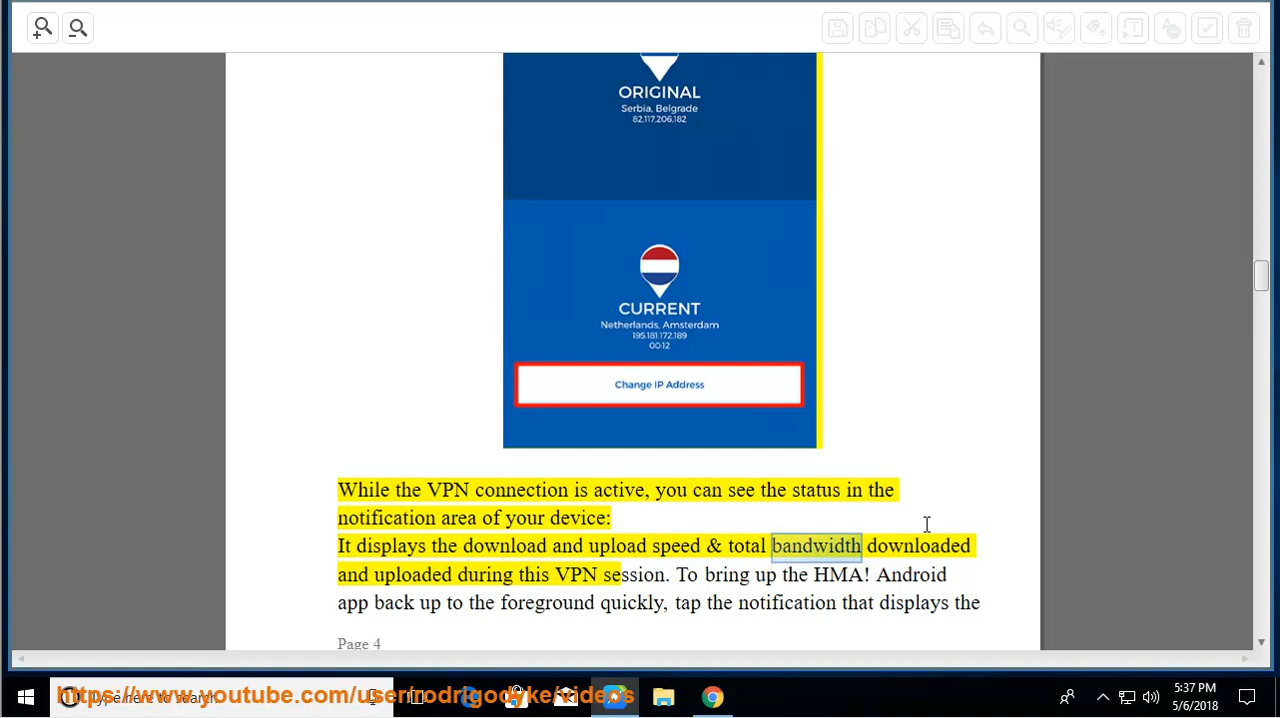 ORIGINAL
Serbia, Belgrade
82.117.206.182
CURRENT
Netherlands, Amsterdam
195.181.172.189
00:12
Change IP Address
While the VPN connection is active, you can see the status in the
notification area of your device:
It displays the download and upload speed & total bandwidth downloaded
and uploaded during this VPN session. To bring up the HMA! Android
app back up to the foreground quickly, tap the notification that displays the
Page 4
Type here to search
https://www.youtube.com/user/rodrigodyke/videos
5:37 PM
5/6/2018